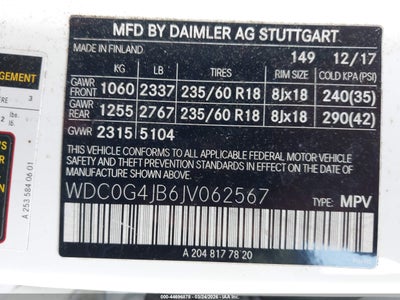 MFD BY DAIMLER AG STUTTGART
MADE IN FINLAND 149 12/17
KG LB TIRES RIM SIZE COLD KPA(PSI)
GAWR FRONT 1060 2337 235/60 R18 8Jx18 240(35)
GAWR REAR 1255 2767 235/60 R18 8Jx18 290(42)
GVWR 2315 5104
THIS VEHICLE CONFORMS TO ALL APPLICABLE FEDERAL MOTOR
VEHICLE SAFETY, BUMPER, AND THEFT PREVENTION STANDARDS
IN EFFECT ON THE DATE OF MANUFACTURE SHOWN ABOVE.
WDC0G4JB6JV062567 TYPE: MPV
A 204 817 78 20
A 253 584 06 01